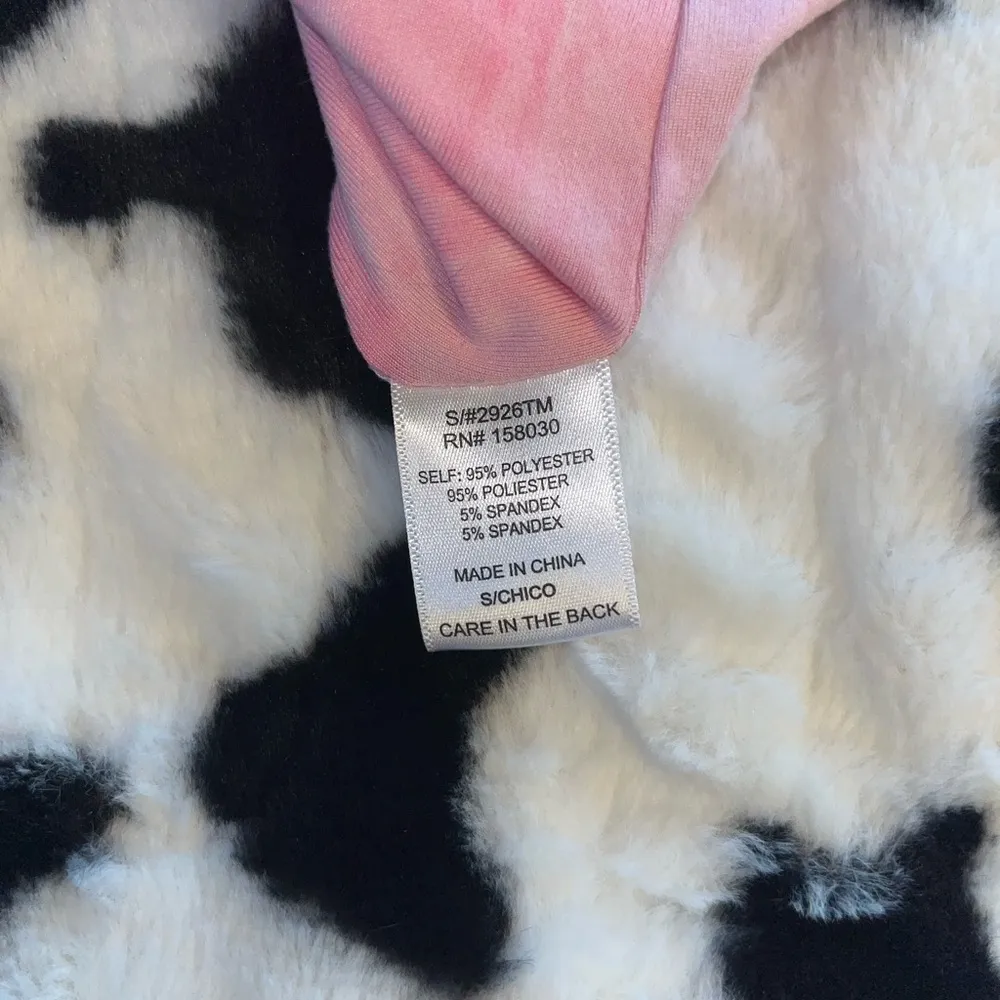 S/#2926TM
RN# 158030
SELF: 95% POLYESTER
95% POLIESTER
5% SPANDEX
5% SPANDEX
MADE IN CHINA
S/CHICO
CARE IN THE BACK